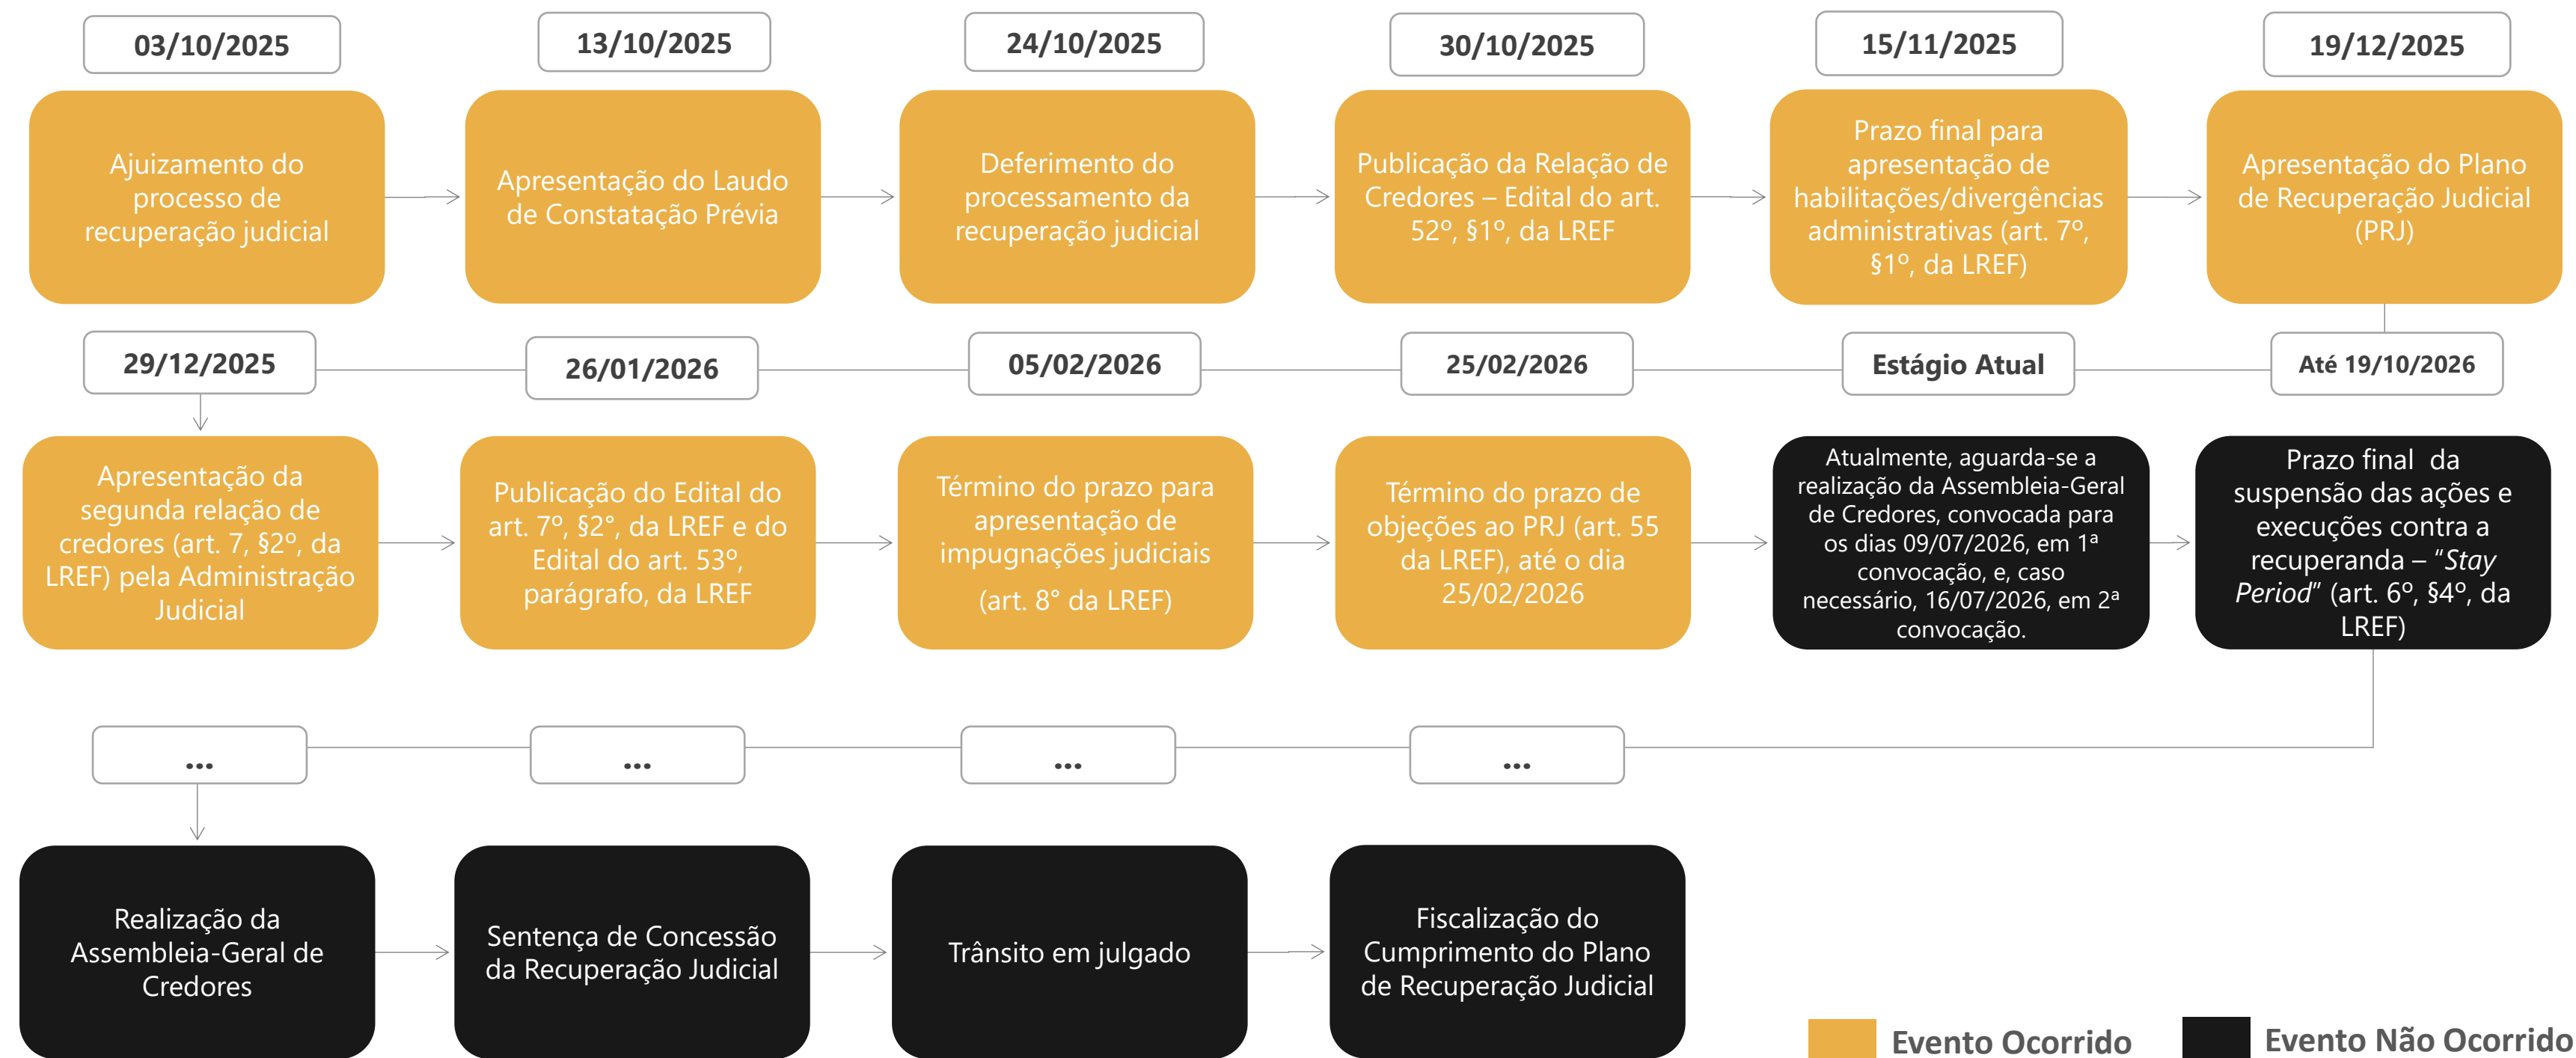 03/10/2025
Ajuizamento do
processo de
recuperação judicial
13/10/2025
Apresentação do Laudo
de Constatação Prévia
24/10/2025
Deferimento do
processamento da
recuperação judicial
30/10/2025
Publicação da Relação de
Credores – Edital do art.
52º, §1º, da LREF
15/11/2025
Prazo final para
apresentação de
habilitações/divergências
administrativas (art. 7º,
§1º, da LREF)
19/12/2025
Apresentação do Plano
de Recuperação Judicial
(PRJ)
29/12/2025
Apresentação da
segunda relação de
credores (art. 7, §2º, da
LREF) pela Administração
Judicial
26/01/2026
Publicação do Edital do
art. 7º, §2°, da LREF e do
Edital do art. 53º,
parágrafo, da LREF
05/02/2026
Término do prazo para
apresentação de
impugnações judiciais
(art. 8° da LREF)
25/02/2026
Término do prazo de
objeções ao PRJ (art. 55
da LREF), até o dia
25/02/2026
Estágio Atual
Atualmente, aguarda-se a
realização da Assembleia-Geral
de Credores, convocada para
os dias 09/07/2026, em 1ª
convocação, e, caso
necessário, 16/07/2026, em 2ª
convocação.
Até 19/10/2026
Prazo final da
suspensão das ações e
execuções contra a
recuperanda – “Stay
Period” (art. 6º, §4º, da
LREF)
...
Realização da
Assembleia-Geral de
Credores
...
Sentença de Concessão
da Recuperação Judicial
...
Trânsito em julgado
...
Fiscalização do
Cumprimento do Plano
de Recuperação Judicial
Evento Ocorrido
Evento Não Ocorrido